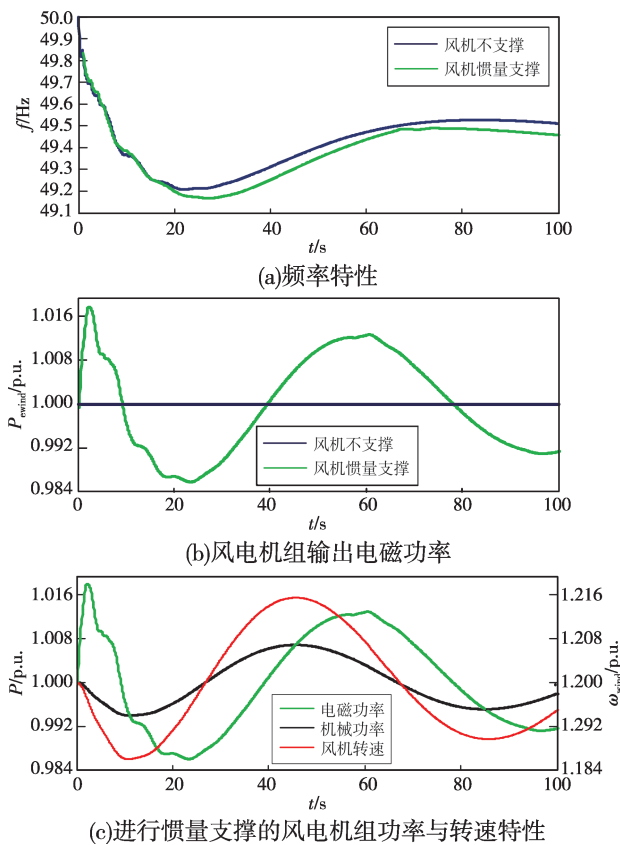 50.0
49.9
49.8
49.7
49.6
49.5
49.4
49.3
49.2
49.1
f/Hz
风机不支撑
风机惯量支撑
0 20 40 60 80 100
t/s
(a)频率特性
1.016
1.008
1.000
0.992
0.984
P_ewind/p.u.
风机不支撑
风机惯量支撑
0 20 40 60 80 100
t/s
(b)风电机组输出电磁功率
1.016
1.008
1.000
0.992
0.984
P/p.u.
电磁功率
机械功率
风机转速
1.216
1.208
1.200
1.192
1.184
ω_wind/p.u.
0 20 40 60 80 100
t/s
(c)进行惯量支撑的风电机组功率与转速特性